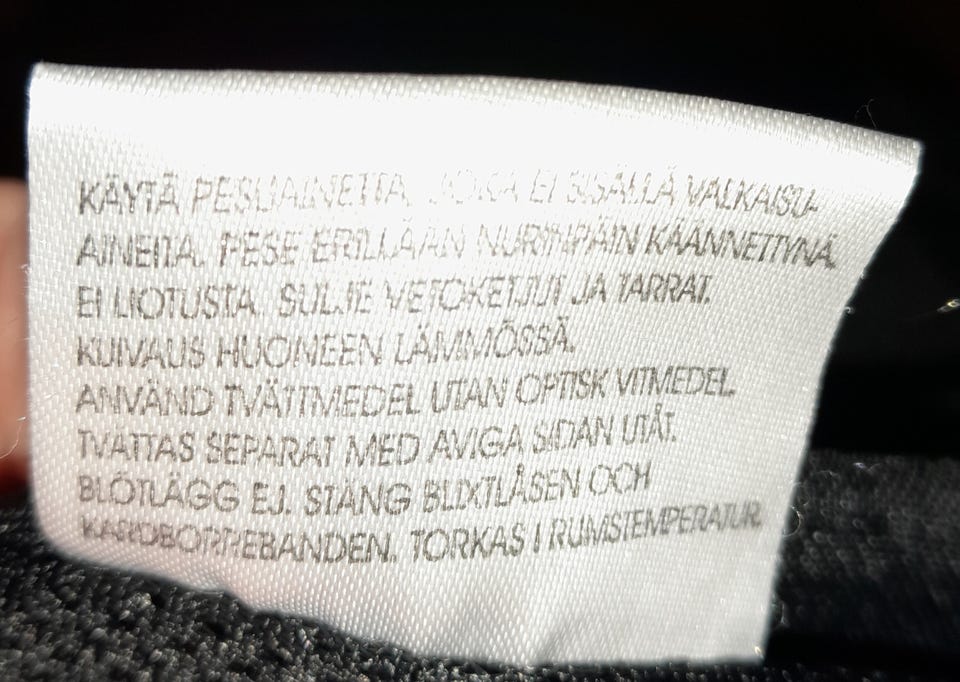 KÄYTÄ PESUAINETTA, JOKA EI SISÄLLÄ VALKAISU-
AINEITA. PESE ERILLÄÄN NURINPÄIN KÄÄNNETTYNÄ.
EI LIOTUSTA. SULJE VETOKETJUT JA TARRAT.
KUIVAUS HUONEEN LÄMMÖSSÄ.
ANVÄND TVÄTTMEDEL UTAN OPTISK VITMEDEL.
TVÄTTAS SEPARAT MED AVIGA SIDAN UTÅT.
BLÖTLÄGG EJ. STÄNG BLIXTLÅSEN OCH
KARDBORREBANDEN. TORKAS I RUMSTEMPERATUR.